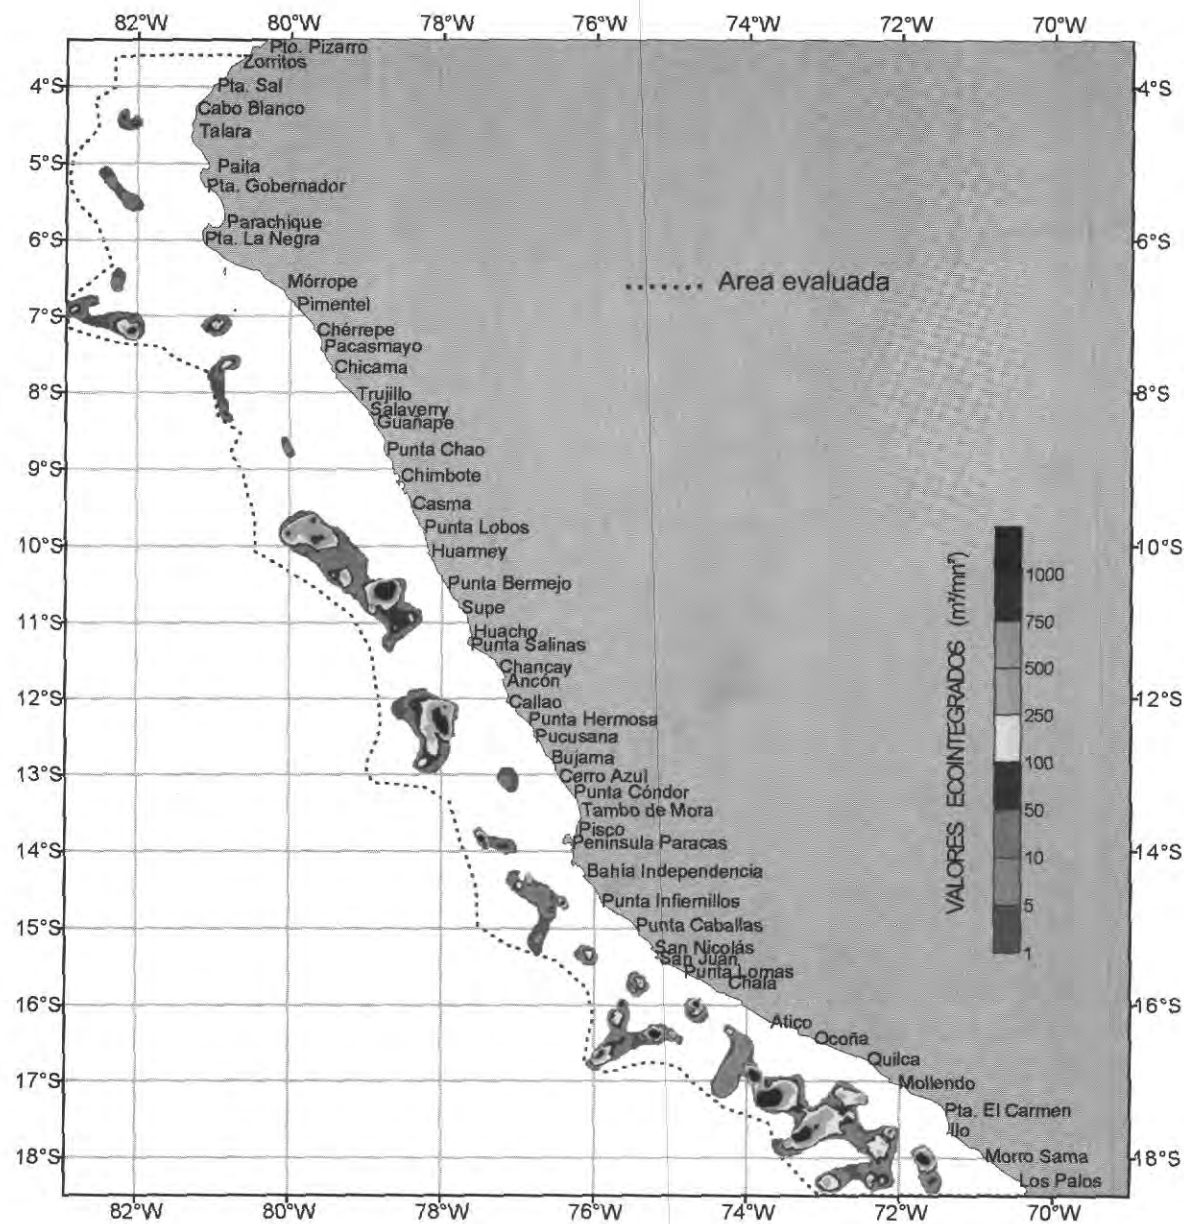 82°W 80°W 78°W 76°W 74°W 72°W 70°W
Pto. Pizarro
Zorritos
4°S Pta. Sal 4°S
Cabo Blanco
Talara
5°S Paita
Pta. Gobernador
Parachique
6°S Pta. La Negra 6°S
Mórrope
Area evaluada
Pimentel
7°S Chérrepe
Pacasmayo
Chicama
8°S Trujillo 8°S
Salaverry
Guañape
Punta Chao
9°S Chimbote
Casma
Punta Lobos
10°S Huarmey 10°S
Punta Bermejo
Supe
11°S Huacho
Punta Salinas
Chancay
Ancón
12°S Callao 12°S
Punta Hermosa
Pucusana
Bujama
13°S Cerro Azul
Punta Cóndor
Tambo de Mora
Pisco
14°S Península Paracas 14°S
Bahía Independencia
Punta Infiernillos
15°S Punta Caballas
San Nicolás
San Juan
Punta Lomas
Chala
16°S Atico 16°S
Ocoña
Quilca
17°S Mollendo
Pta. El Carmen
Ilo
18°S Morro Sama 18°S
Los Palos
82°W 80°W 78°W 76°W 74°W 72°W 70°W
VALORES ECOINTEGRADOS (m²/mn²)
1000
750
500
250
100
50
10
5
1